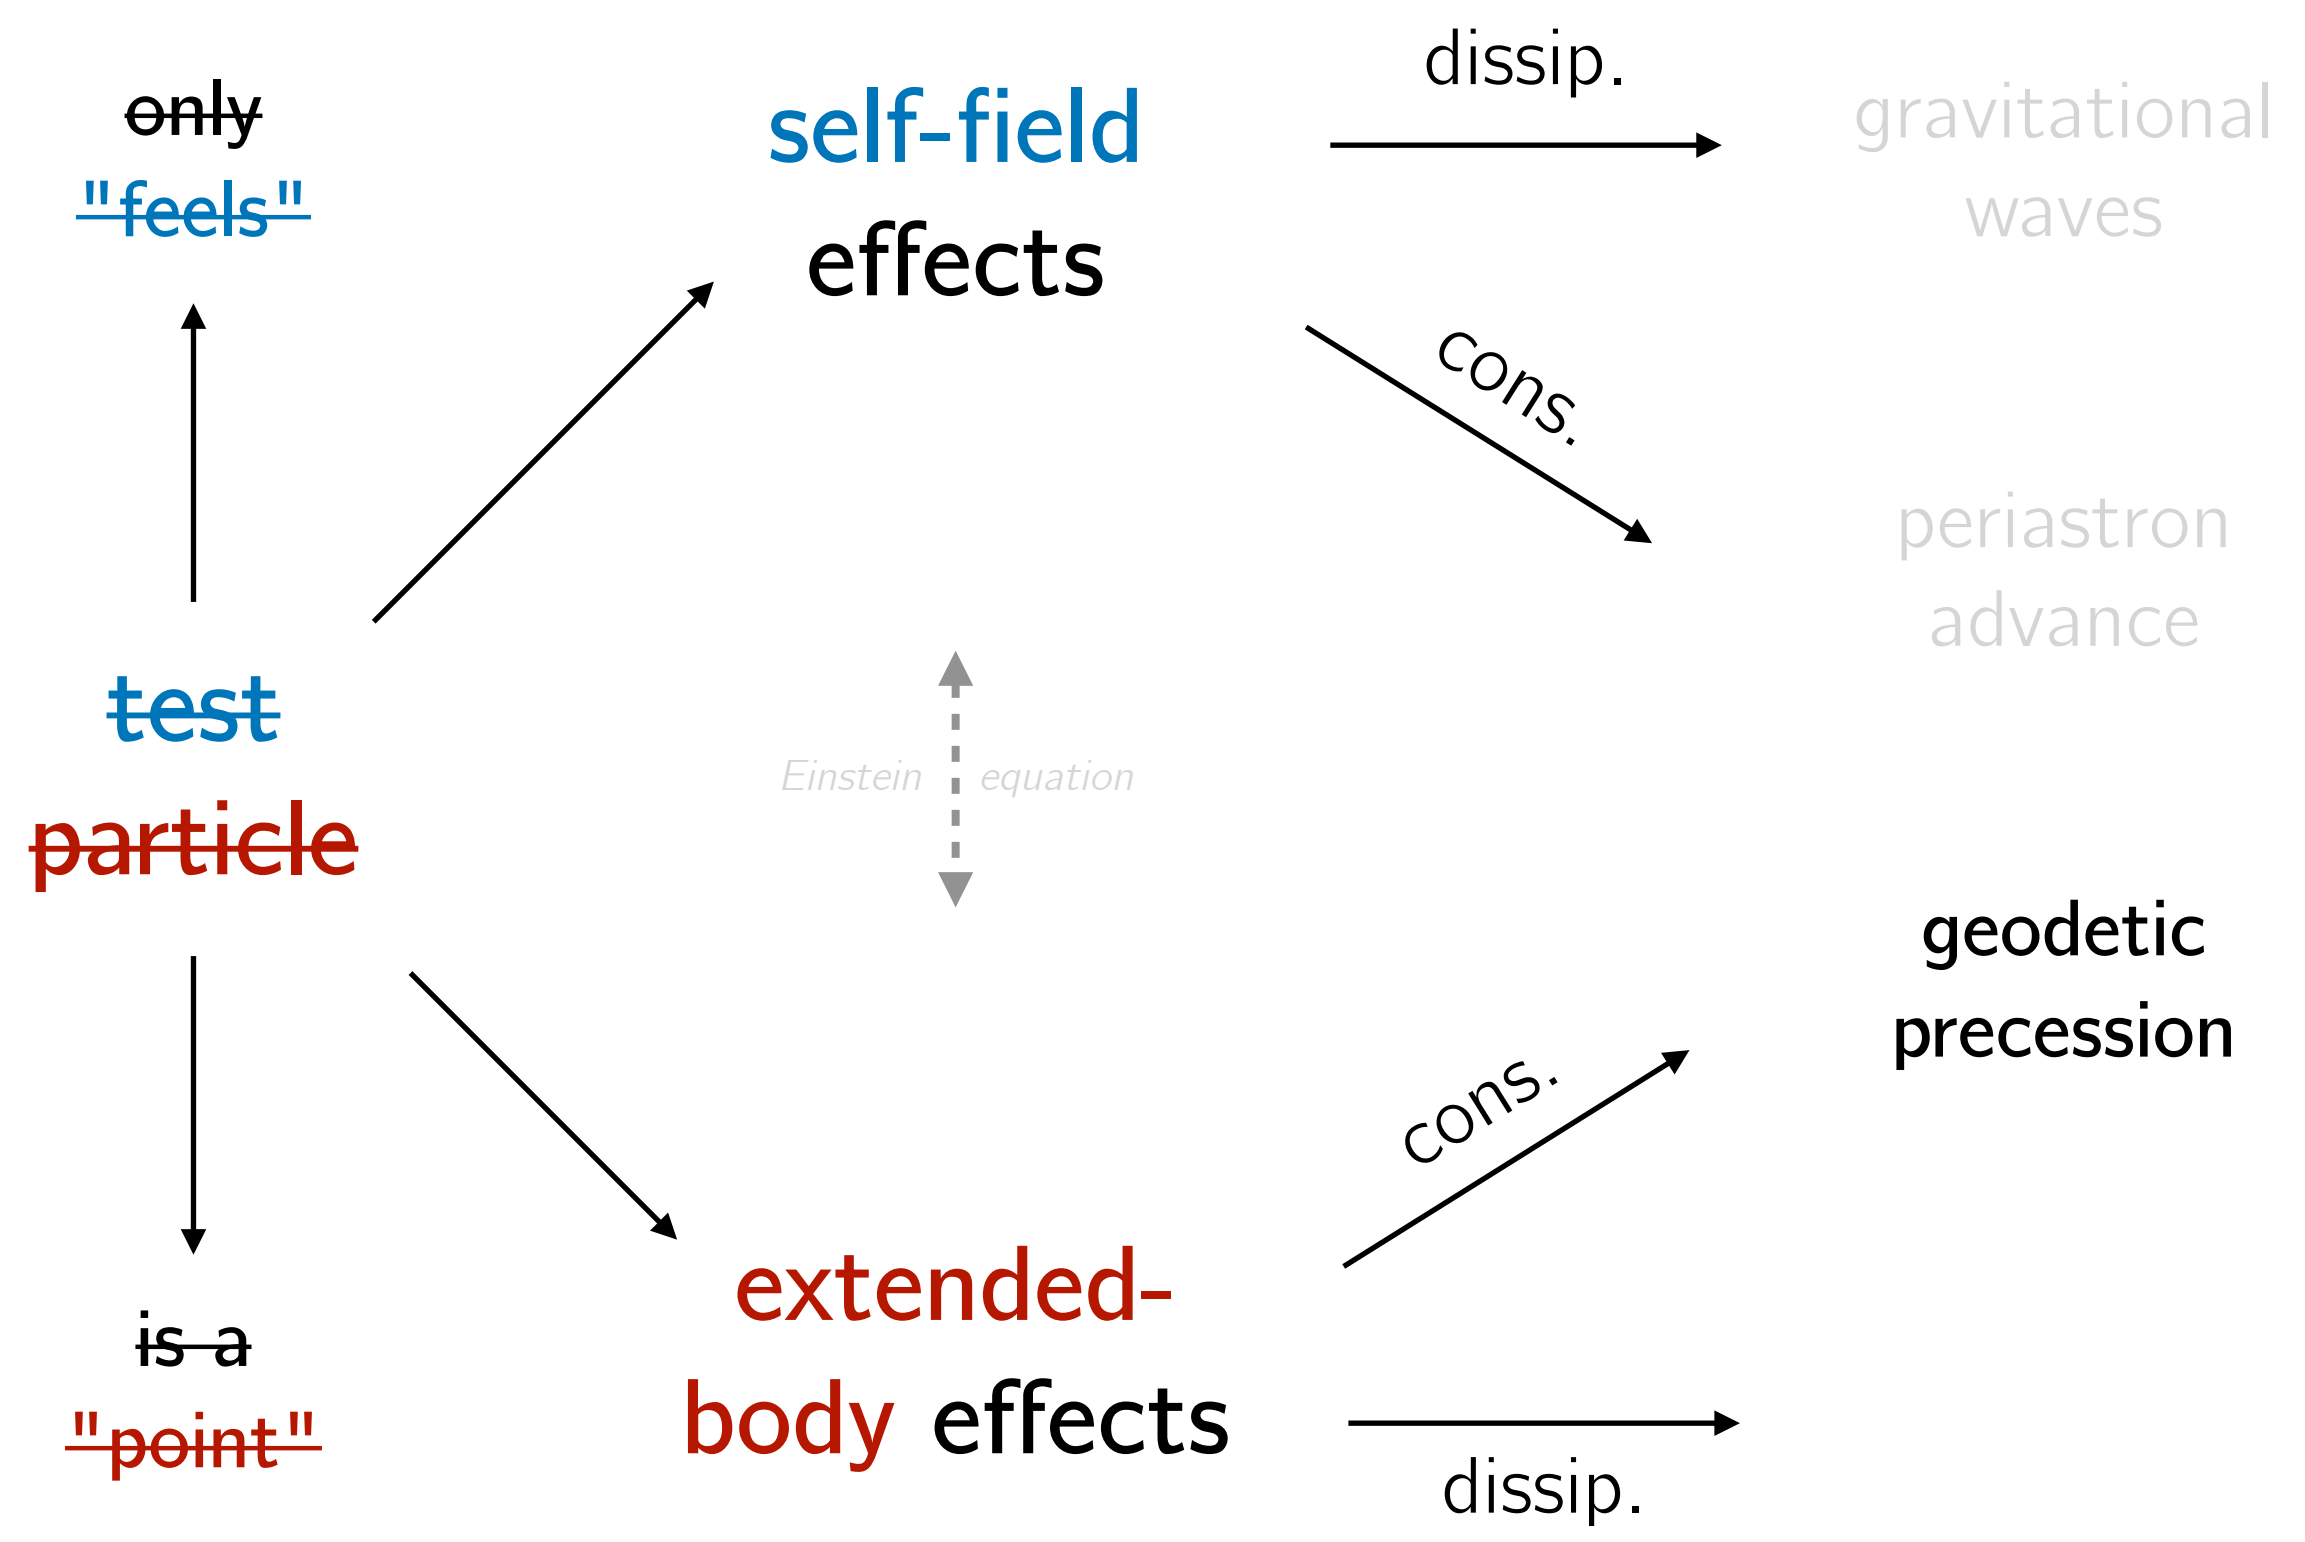 only
"feels"
test
particle
is a
"point"
self-field
effects
Einstein equation
extended-
body effects
dissip.
cons.
cons.
dissip.
gravitational
waves
periastron
advance
geodetic
precession